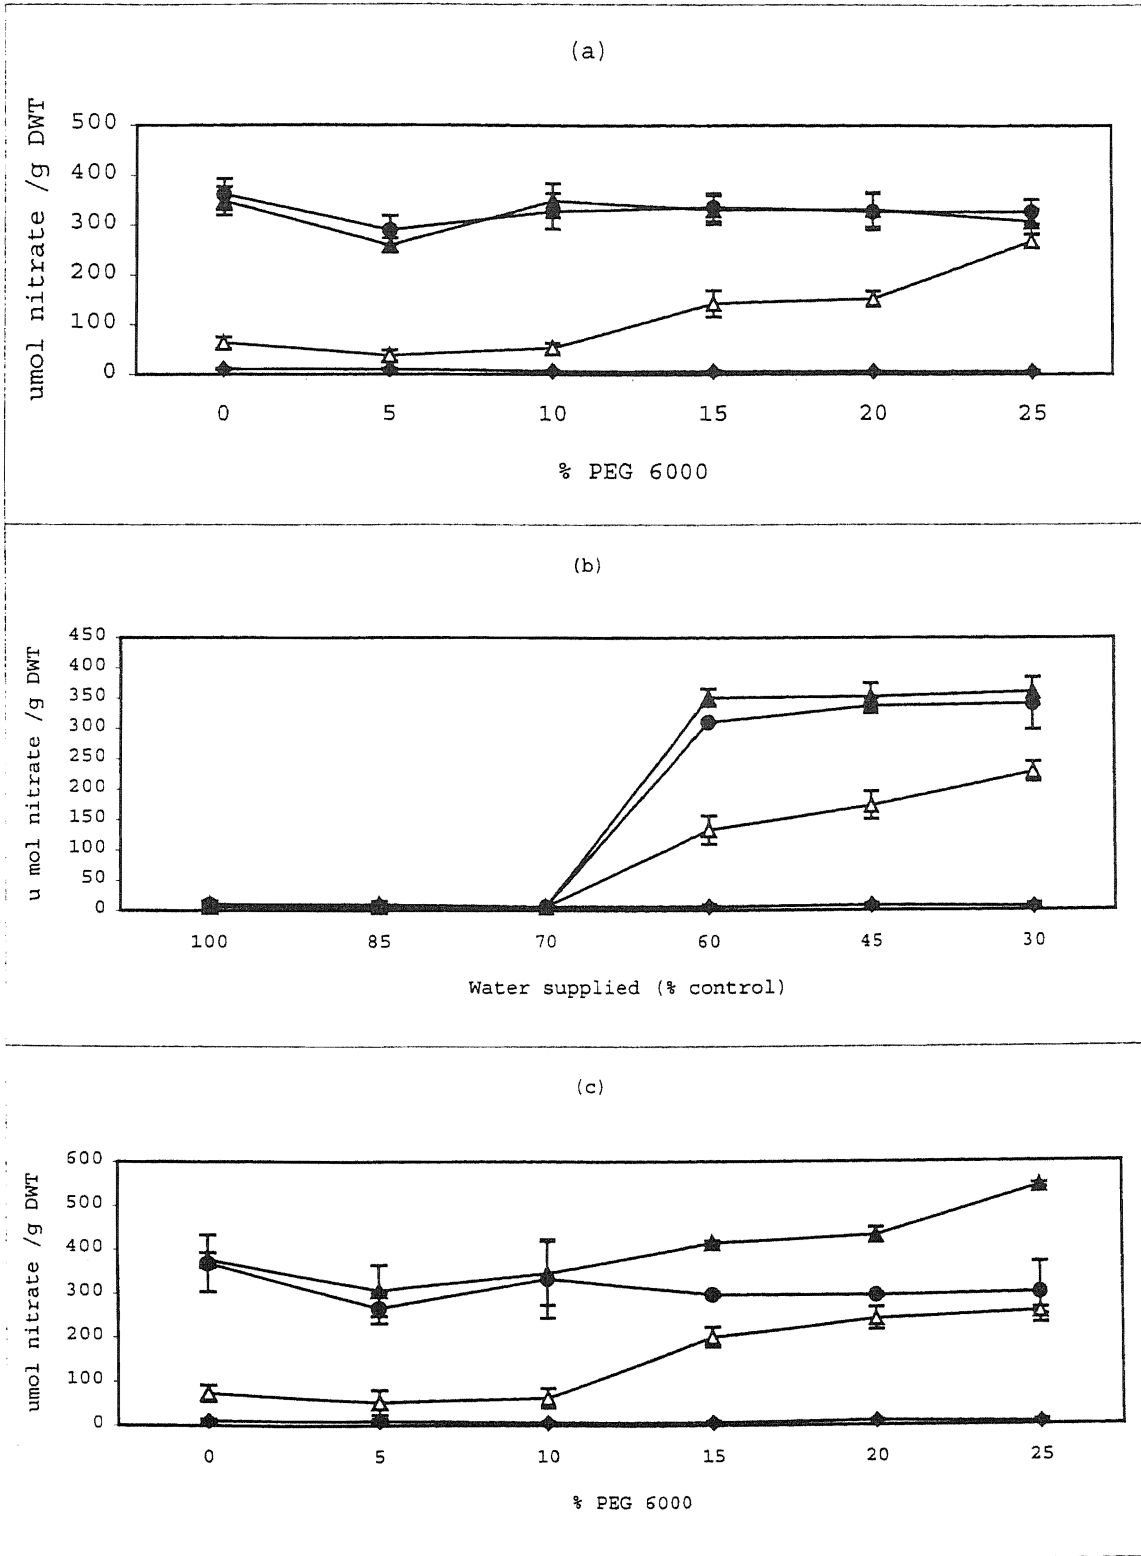 (a)
umol nitrate /g DWT
500
400
300
200
100
0
0 5 10 15 20 25
% PEG 6000
(b)
u mol nitrate /g DWT
450
400
350
300
250
200
150
100
50
0
100 85 70 60 45 30
Water supplied (% control)
(c)
umol nitrate /g DWT
600
500
400
300
200
100
0
0 5 10 15 20 25
% PEG 6000